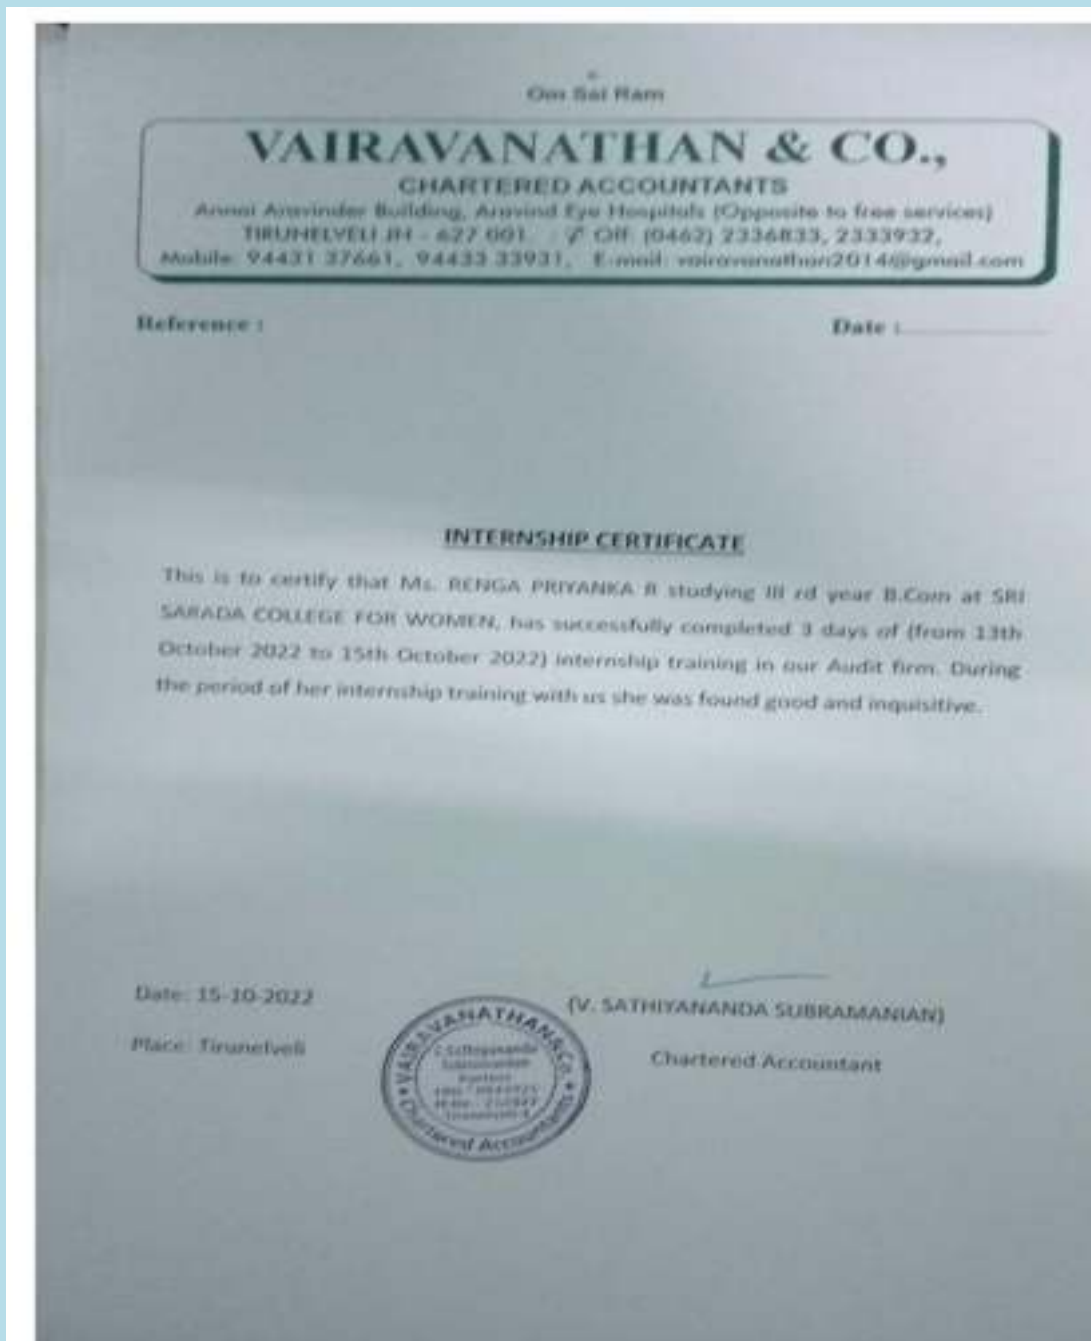 Om Sai Ram
VAIRAVANATHAN & CO.,
CHARTERED ACCOUNTANTS
Annai Aravinder Building, Aravind Eye Hospitals (Opposite to free services)
TIRUNELVELI JN - 627 001. Off: (0462) 2336833, 2333932,
Mobile: 94431 37661, 94433 33931, E-mail: vairavanathan2014@gmail.com
Reference :
Date :
INTERNSHIP CERTIFICATE
This is to certify that Ms. RENGA PRIYANKA R studying III rd year B.Com at SRI
SARADA COLLEGE FOR WOMEN, has successfully completed 3 days of (from 13th
October 2022 to 15th October 2022) internship training in our Audit firm. During
the period of her internship training with us she was found good and inquisitive.
Date: 15-10-2022
(V. SATHIYANANDA SUBRAMANIAN)
Place: Tirunelveli
Chartered Accountant
VAIRAVANATHAN & Co.
Chartered Accountants